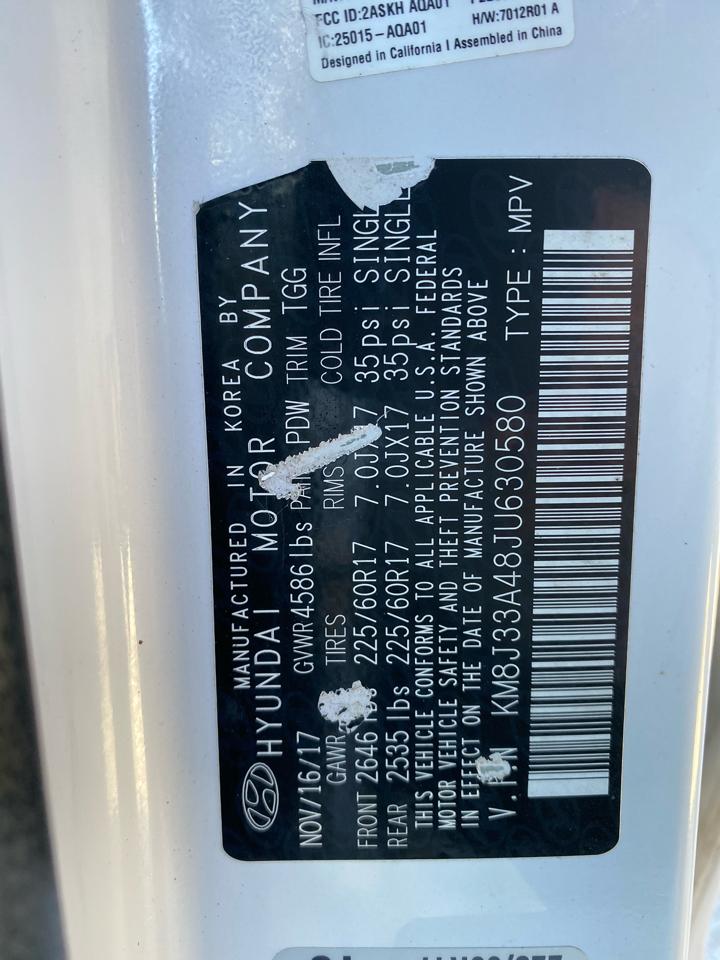 FCC ID:2ASKH AQA01
IC:25015-AQA01
H/W:7012R01 A
Designed in California I Assembled in China
MANUFACTURED IN KOREA BY
HYUNDAI MOTOR COMPANY
NOV/16/17 GVWR 4586 lbs PDW TRIM TGG
GAWR TIRES RIMS COLD TIRE INFL
FRONT 2646 225/60R17 7.0JX17 35psi
REAR 2535 lbs 225/60R17 7.0JX17 35psi SINGLE
THIS VEHICLE CONFORMS TO ALL APPLICABLE U.S.A. FEDERAL
MOTOR VEHICLE SAFETY AND THEFT PREVENTION STANDARDS
IN EFFECT ON THE DATE OF MANUFACTURE SHOWN ABOVE
KM8J33A48JU630580 TYPE : MPV